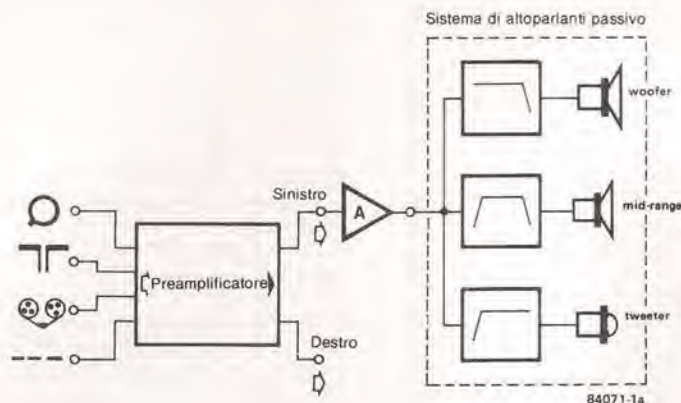 Sistema di altoparlanti passivo
woofer
Sinistro
A
mid-range
Preamplificatore
Destro
tweeter
84071-1a